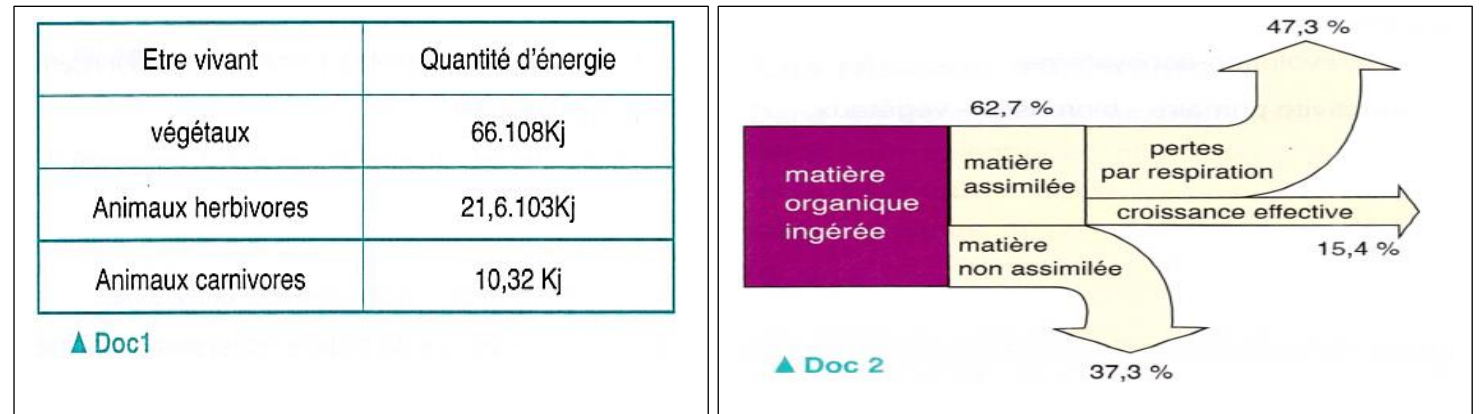 Etre vivant
Quantité d'énergie
végétaux
66.108Kj
Animaux herbivores
21,6.103Kj
Animaux carnivores
10,32 Kj
▲ Doc1
47,3 %
62,7 %
matière
organique
ingérée
matière
assimilée
pertes
par respiration
croissance effective
15,4 %
matière
non assimilée
37,3 %
▲ Doc 2